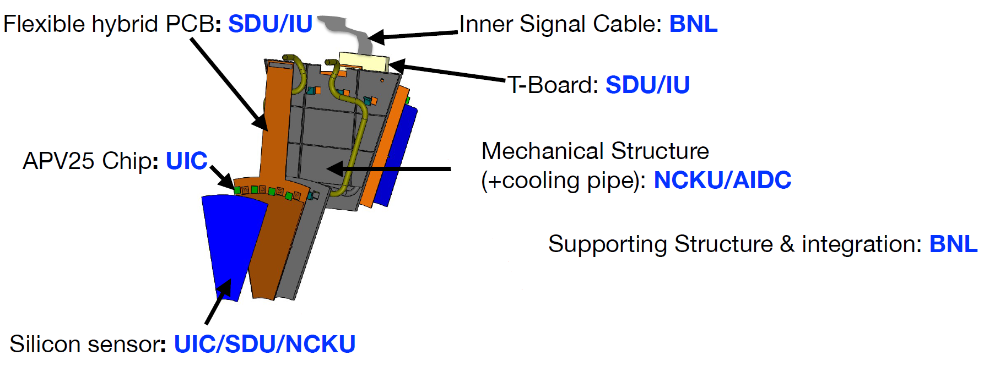 Flexible hybrid PCB: SDU/IU
Inner Signal Cable: BNL
T-Board: SDU/IU
APV25 Chip: UIC
Mechanical Structure
(+cooling pipe): NCKU/AIDC
Supporting Structure & integration: BNL
Silicon sensor: UIC/SDU/NCKU